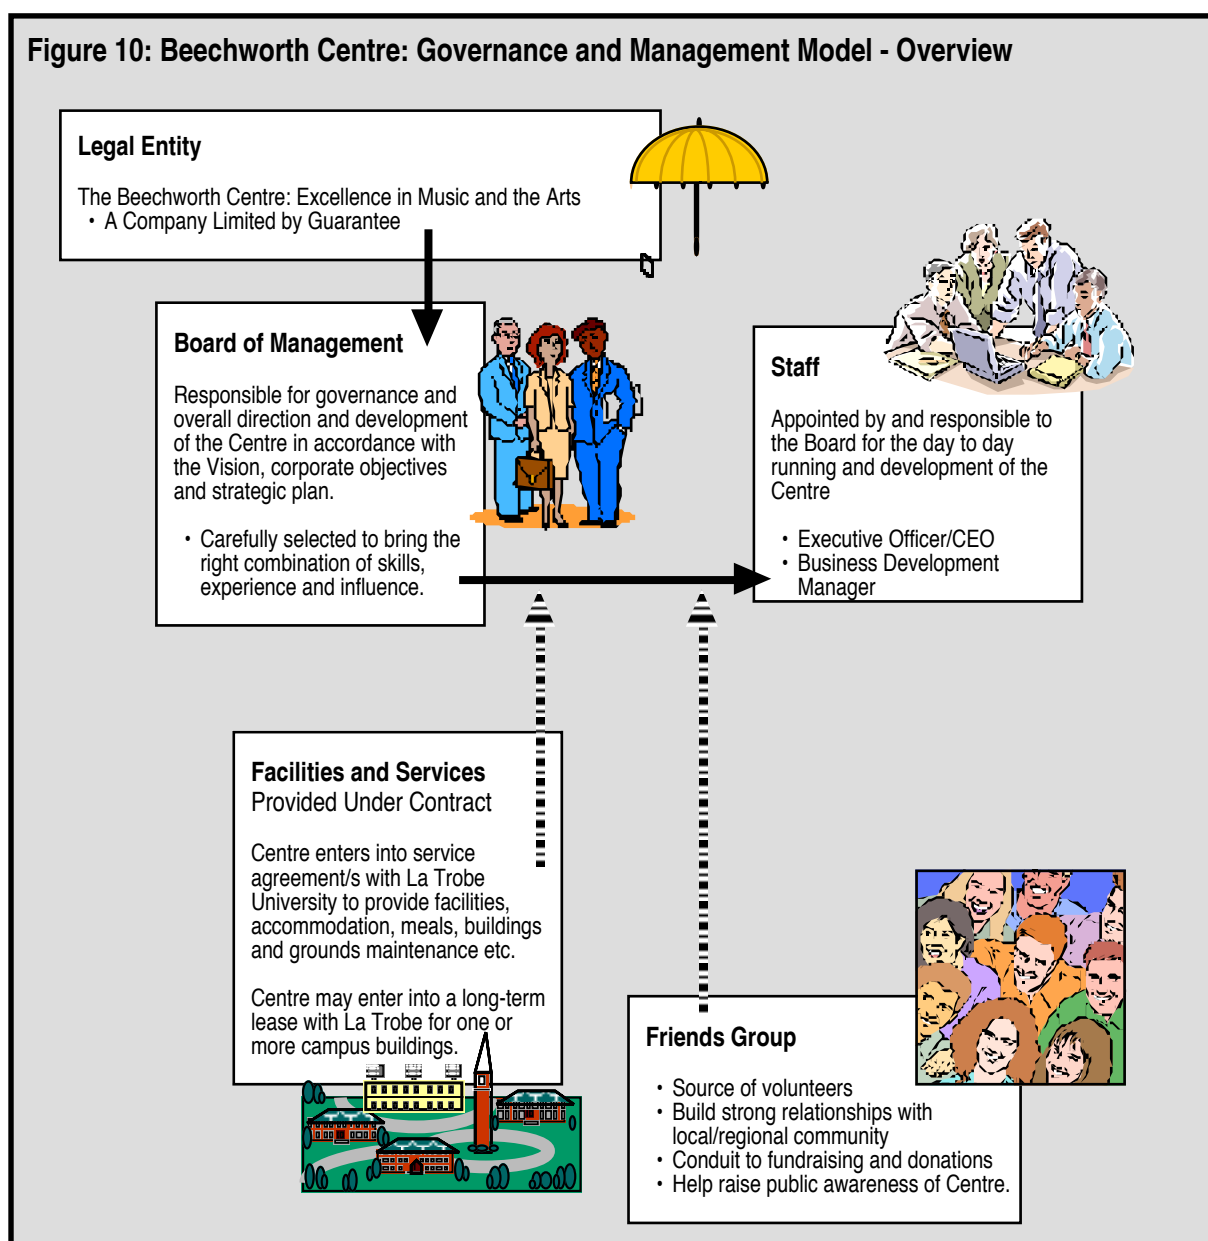 Figure 10: Beechworth Centre: Governance and Management Model - Overview
Legal Entity
The Beechworth Centre: Excellence in Music and the Arts
• A Company Limited by Guarantee
Board of Management
Responsible for governance and
overall direction and development
of the Centre in accordance with
the Vision, corporate objectives
and strategic plan.
• Carefully selected to bring the
right combination of skills,
experience and influence.
Staff
Appointed by and responsible to
the Board for the day to day
running and development of the
Centre
• Executive Officer/CEO
• Business Development
Manager
Facilities and Services
Provided Under Contract
Centre enters into service
agreement/s with La Trobe
University to provide facilities,
accommodation, meals, buildings
and grounds maintenance etc.
Centre may enter into a long-term
lease with La Trobe for one or
more campus buildings.
Friends Group
• Source of volunteers
• Build strong relationships with
local/regional community
• Conduit to fundraising and donations
• Help raise public awareness of Centre.